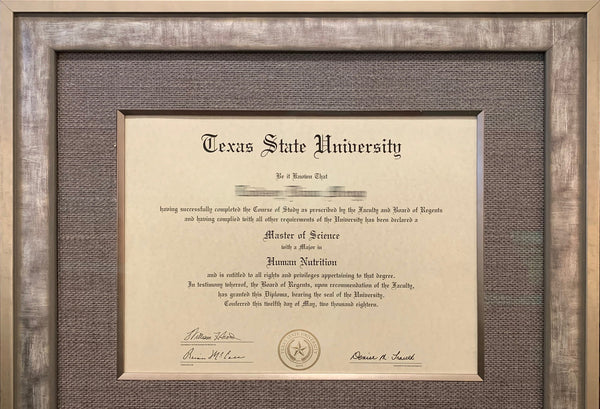 Texas State University
Be it Known That
having successfully completed the Course of Study as prescribed by the Faculty and Board of Regents
and having complied with all other requirements of the University has been declared a
Master of Science
with a Major in
Human Nutrition
and is entitled to all rights and privileges appertaining to that degree.
In testimony whereof, the Board of Regents, upon recommendation of the Faculty,
has granted this Diploma, bearing the seal of the University.
Conferred this twelfth day of May, two thousand eighteen.